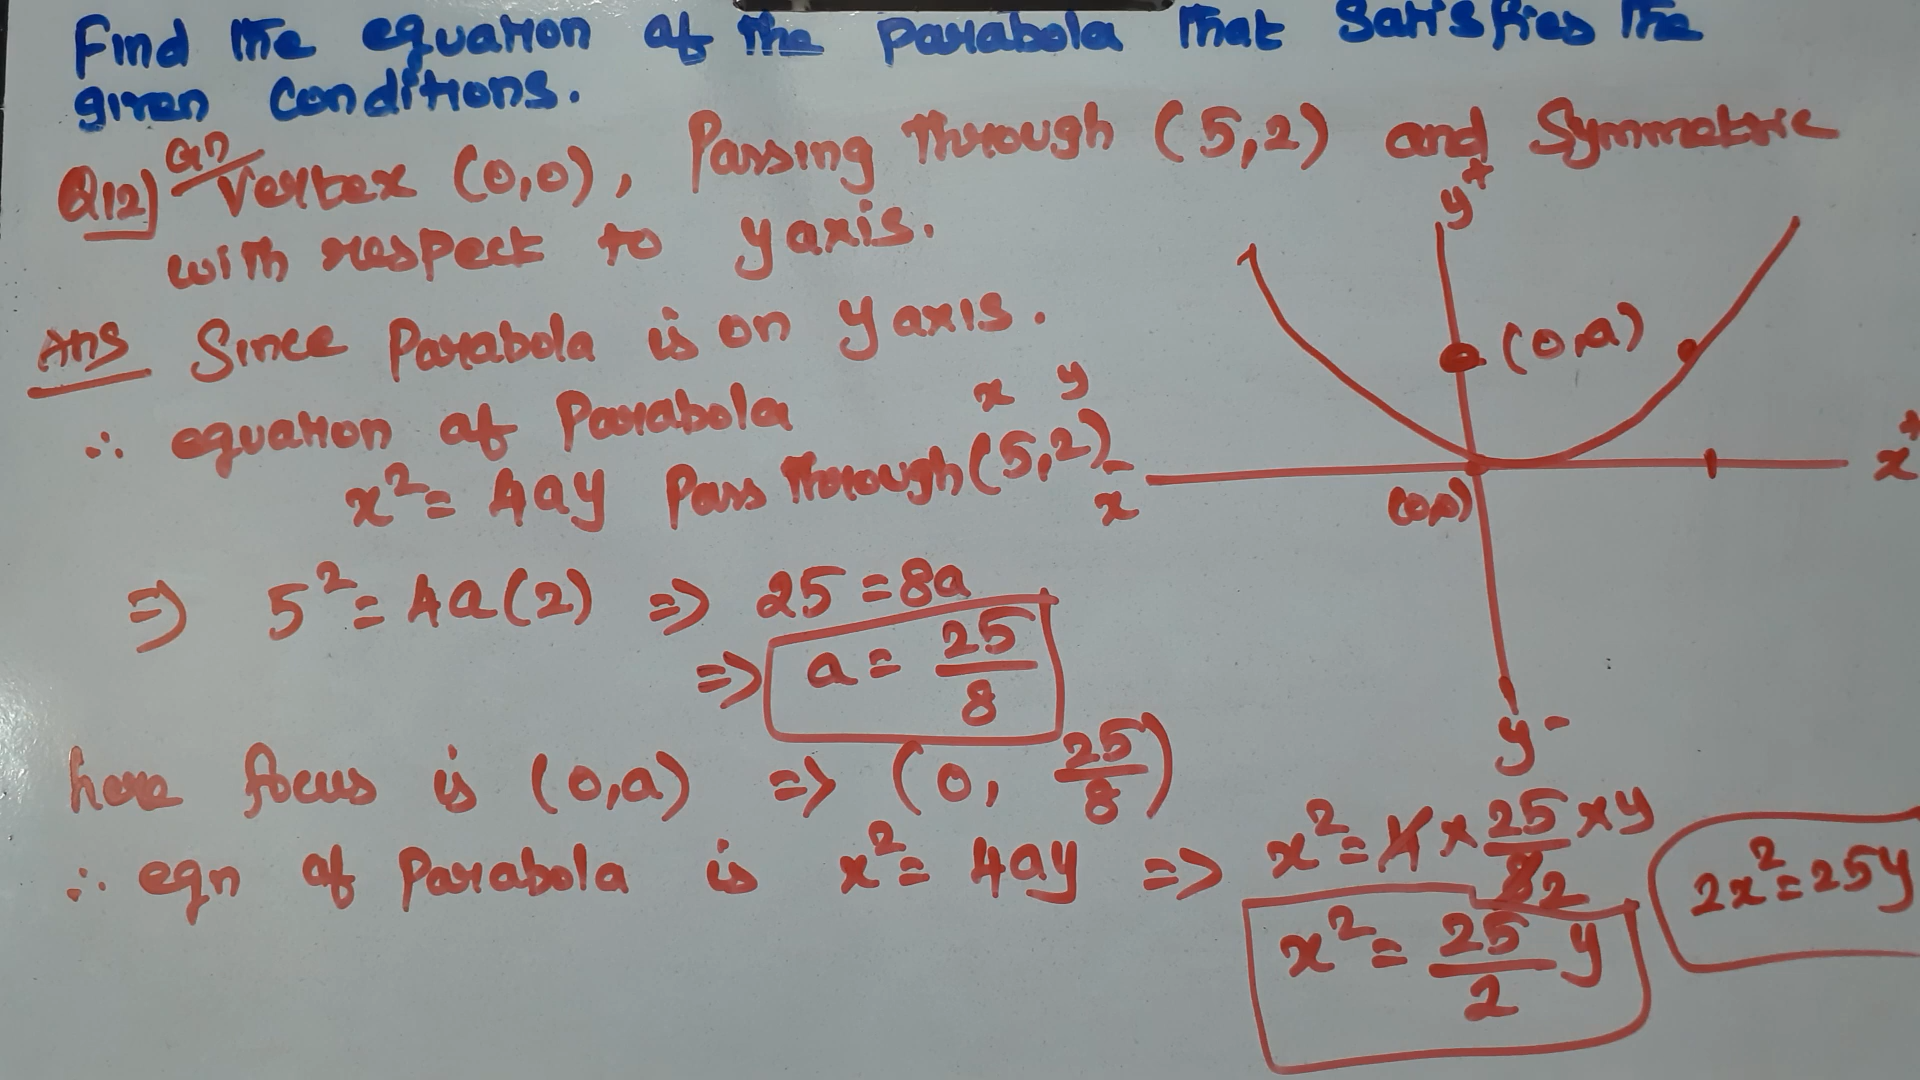 Find the equation of the parabola that satisfies the
given conditions.
Q12) Gn Vertex (0,0), Passing through (5,2) and Symmetric
with respect to y axis.
Ans Since Parabola is on y axis.
∴ equation of Parabola
x² = 4ay Pass through (5,2)
x y
⇒ 5² = 4a(2) ⇒ 25 = 8a
⇒ a = 25/8
here focus is (0,a) ⇒ (0, 25/8)
∴ eqn of Parabola is x² = 4ay ⇒ x² = 4 × 25/8 × y
2
x² = 25/2 y
2x² = 25y
y+
(0,a)
x+
x-
(0,0)
y-